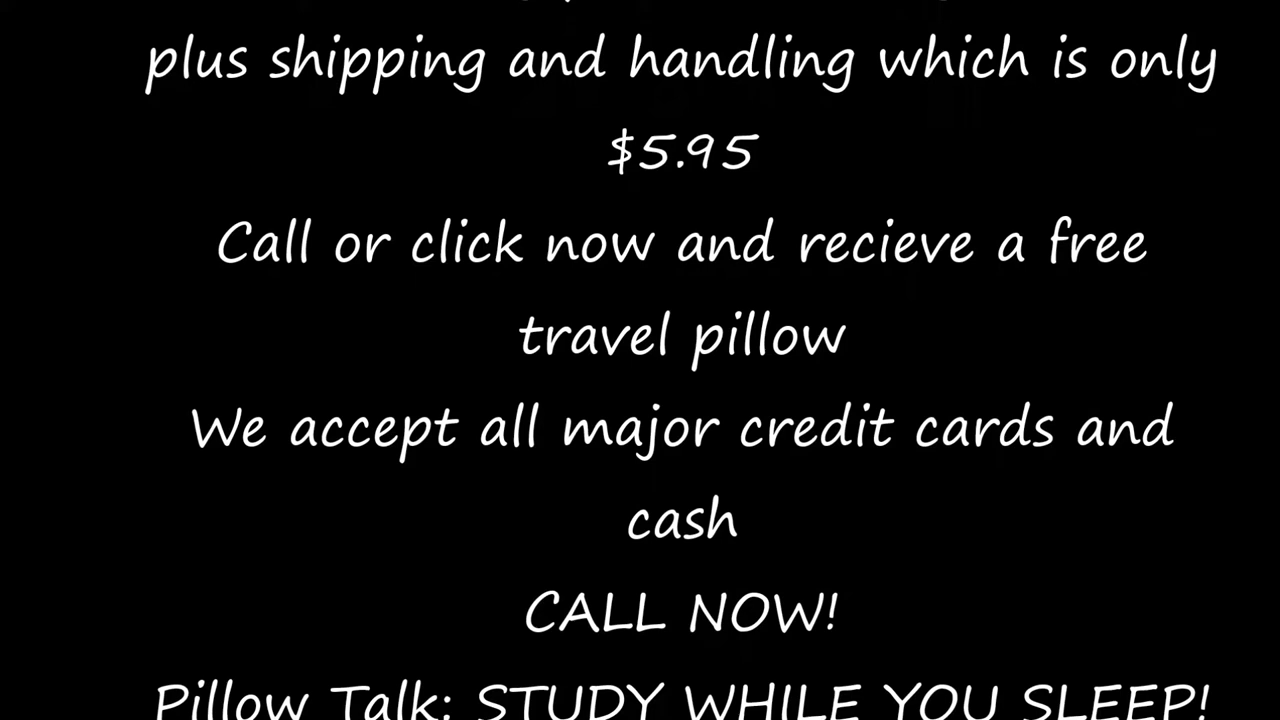 plus shipping and handling which is only
$5.95
Call or click now and recieve a free
travel pillow
We accept all major credit cards and
cash
CALL NOW!
Pillow Talk: STUDY WHILE YOU SLEEP!